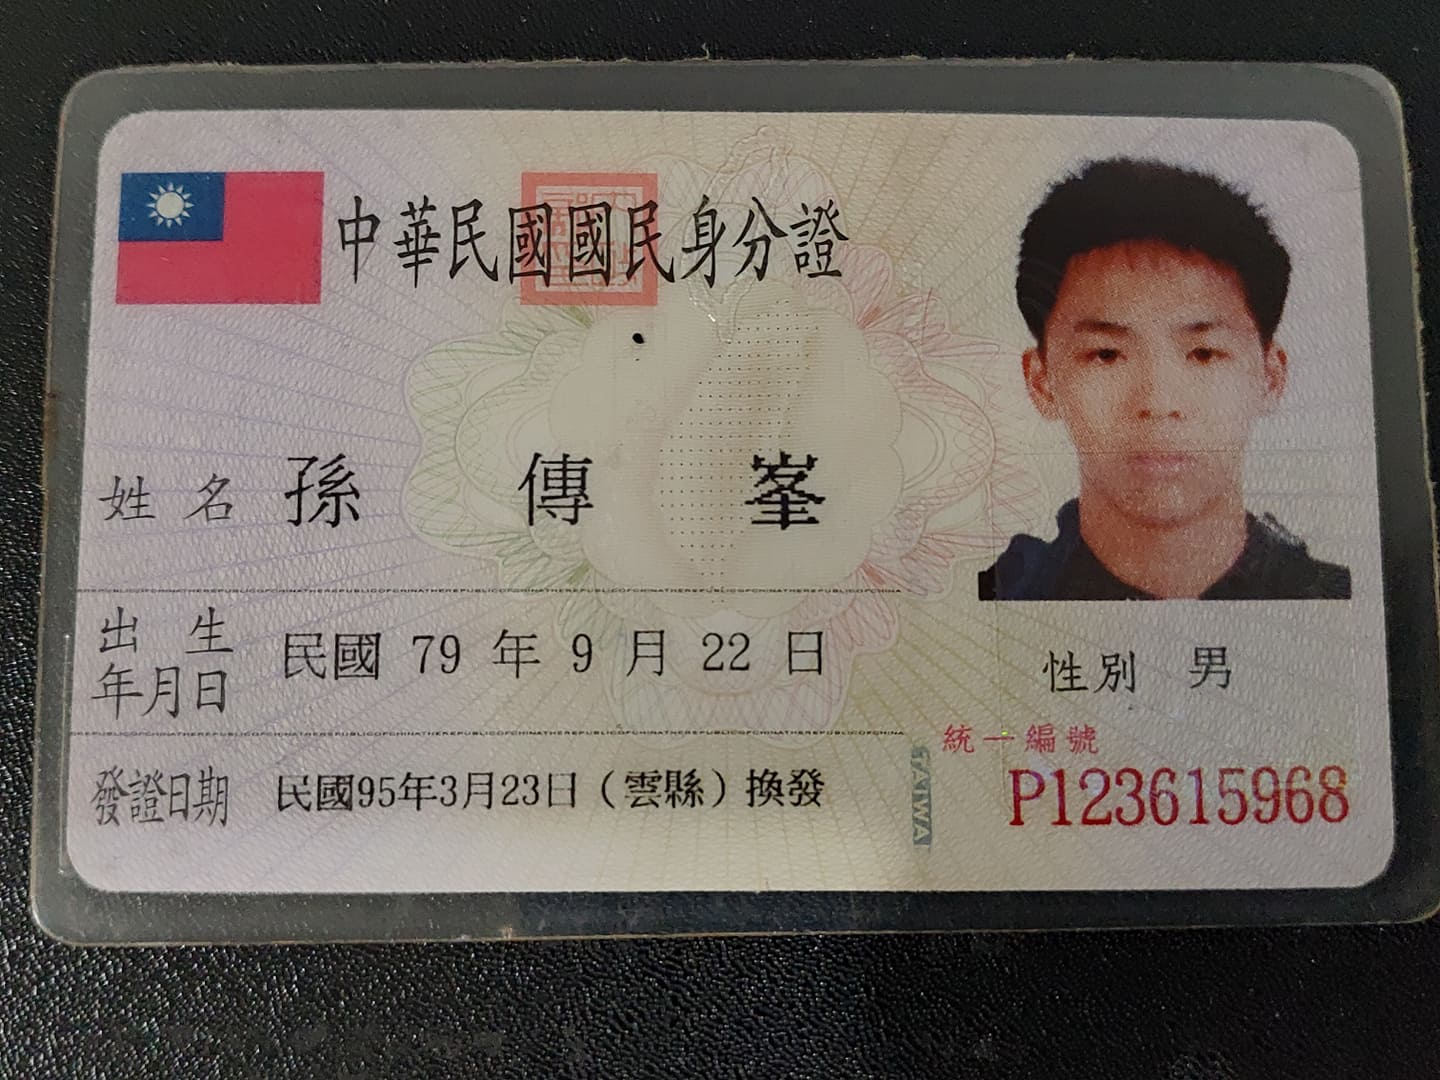 中華民國國民身分證
姓名 孫傳峯
出生年月日 民國 79 年 9 月 22 日
性別 男
發證日期 民國95年3月23日（雲縣）換發
統一編號
P123615968
TAIWA